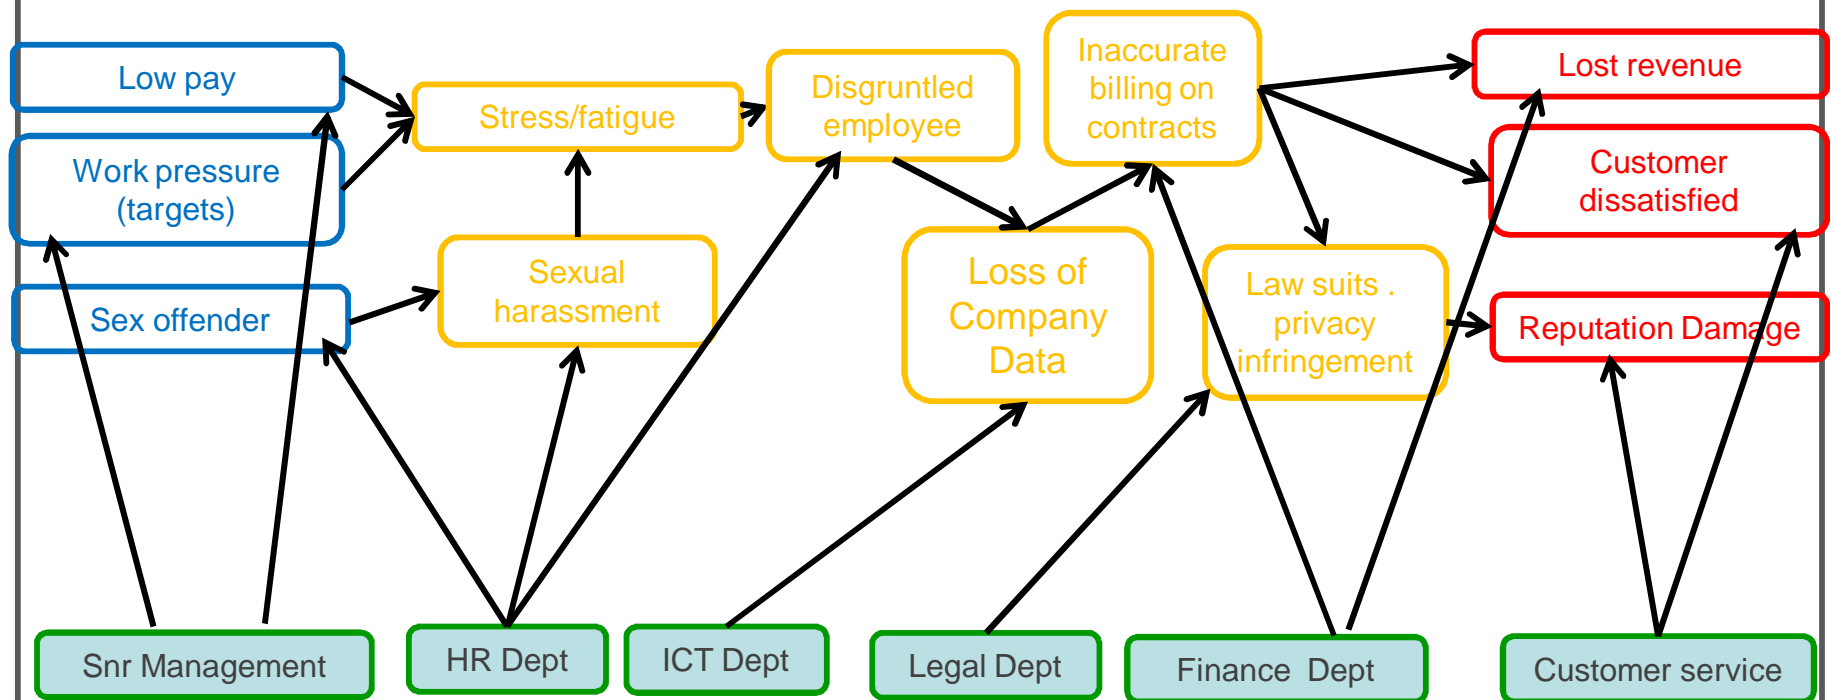 Low pay
Work pressure
(targets)
Sex offender
Stress/fatigue
Sexual
harassment
Disgruntled
employee
Loss of
Company
Data
Inaccurate
billing on
contracts
Law suits .
privacy
infringement
Lost revenue
Customer
dissatisfied
Reputation Damage
Snr Management
HR Dept
ICT Dept
Legal Dept
Finance Dept
Customer service